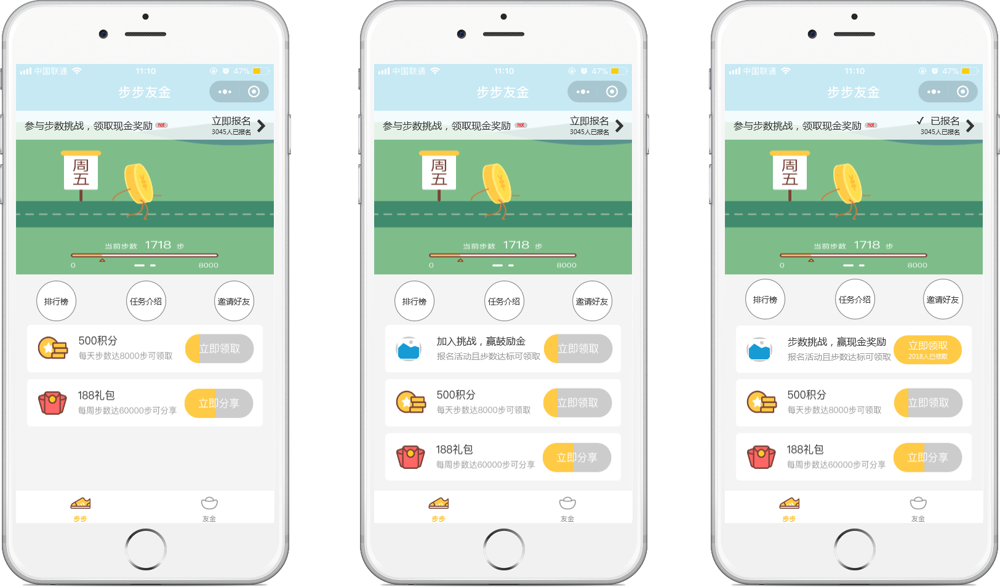 中国联通 11:10 47%
步步友金
参与步数挑战，领取现金奖励 hot 立即报名
3045人已报名
周
五
当前步数 1718 步
0 8000
排行榜 任务介绍 邀请好友
500积分
每天步数达8000步可领取
立即领取
188礼包
每周步数达60000步可分享
立即分享
步步 友金
中国联通 11:10 47%
步步友金
参与步数挑战，领取现金奖励 hot 立即报名
3045人已报名
周
五
当前步数 1718 步
0 8000
排行榜 任务介绍 邀请好友
加入挑战，赢鼓励金
报名活动且步数达标可领取
立即领取
500积分
每天步数达8000步可领取
立即领取
188礼包
每周步数达60000步可分享
立即分享
步步 友金
中国联通 11:10 47%
步步友金
参与步数挑战，领取现金奖励 hot ✓ 已报名
3045人已报名
周
五
当前步数 1718 步
0 8000
排行榜 任务介绍 邀请好友
步数挑战，赢现金奖励
报名活动且步数达标可领取
立即领取
2018人已领取
500积分
每天步数达8000步可领取
立即领取
188礼包
每周步数达60000步可分享
立即分享
步步 友金